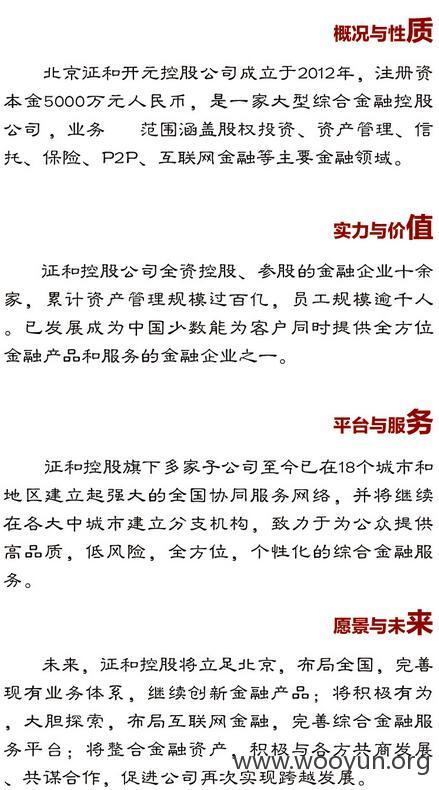 概况与性质
北京证和开元控股公司成立于2012年，注册资
本金5000万元人民币，是一家大型综合金融控股
公司，业务 范围涵盖股权投资、资产管理、信
托、保险、P2P、互联网金融等主要金融领域。
实力与价值
证和控股公司全资控股、参股的金融企业十余
家，累计资产管理规模过百亿，员工规模逾千人
。已发展成为中国少数能为客户同时提供全方位
金融产品和服务的金融企业之一。
平台与服务
证和控股旗下多家子公司至今已在18个城市和
地区建立起强大的全国协同服务网络，并将继续
在各大中城市建立分支机构，致力于为公众提供
高品质，低风险，全方位，个性化的综合金融服
务。
愿景与未来
未来，证和控股将立足北京，布局全国，完善
现有业务体系，继续创新金融产品；将积极有为
，大胆探索，布局互联网金融，完善综合金融服
务平台；将整合金融资产，积极与各方共商发展
、共谋合作，促进公司再次实现跨越发展。
www.wooyun.org